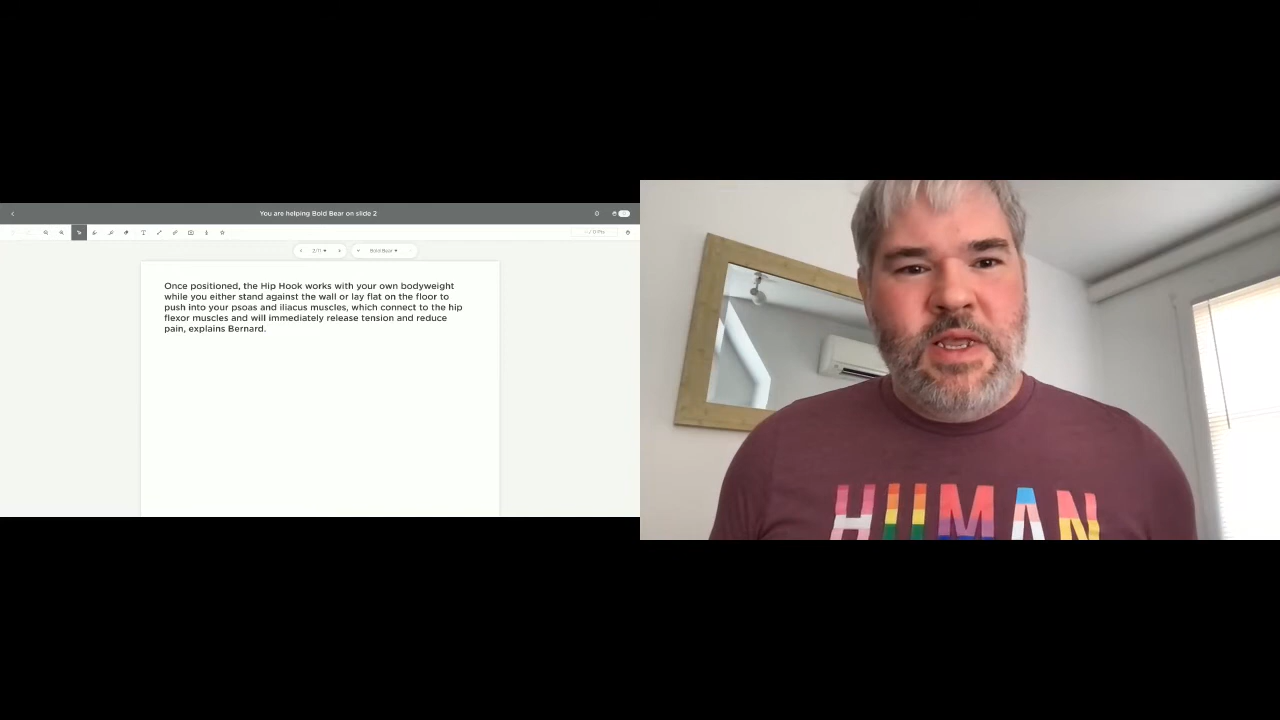 You are helping Bold Bear on slide 2
2/11
Bold Bear
Once positioned, the Hip Hook works with your own bodyweight
while you either stand against the wall or lay flat on the floor to
push into your psoas and iliacus muscles, which connect to the hip
flexor muscles and will immediately release tension and reduce
pain, explains Bernard.
HUMAN